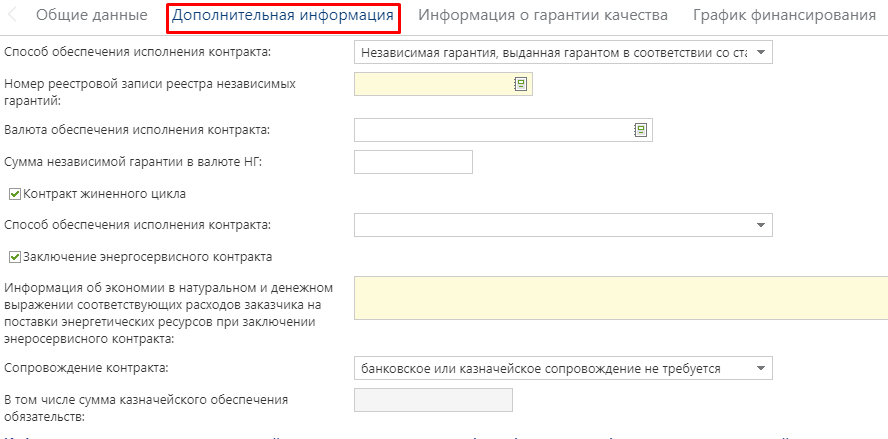 Общие данные Дополнительная информация Информация о гарантии качества График финансирования
Способ обеспечения исполнения контракта: Независимая гарантия, выданная гарантом в соответствии со ста
Номер реестровой записи реестра независимых
гарантий:
Валюта обеспечения исполнения контракта:
Сумма независимой гарантии в валюте НГ:
Контракт жиненного цикла
Способ обеспечения исполнения контракта:
Заключение энергосервисного контракта
Информация об экономии в натуральном и денежном
выражении соответствующих расходов заказчика на
поставки энергетических ресурсов при заключении
энеросервисного контракта:
Сопровождение контракта: банковское или казначейское сопровождение не требуется
В том числе сумма казначейского обеспечения
обязательств: